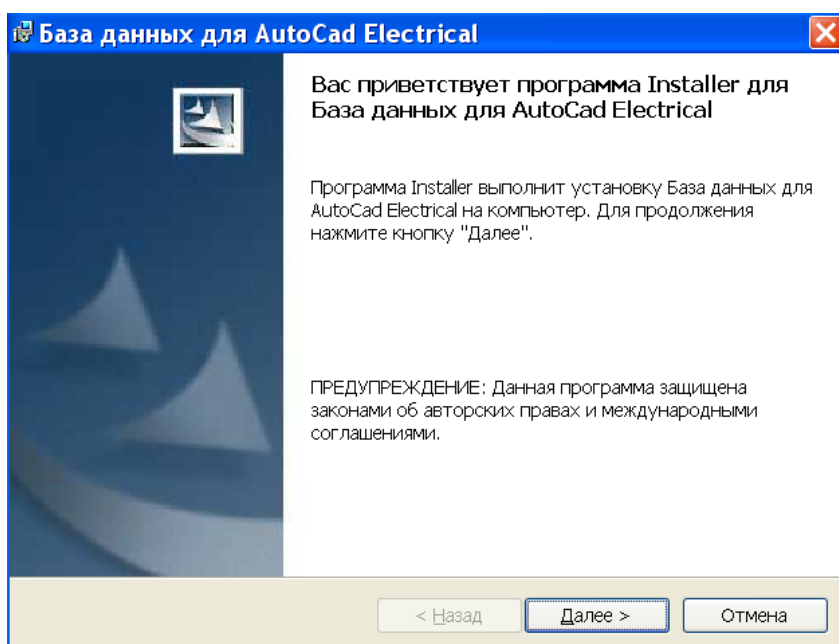 База данных для AutoCad Electrical
Вас приветствует программа Installer для
База данных для AutoCad Electrical
Программа Installer выполнит установку База данных для
AutoCad Electrical на компьютер. Для продолжения
нажмите кнопку "Далее".
ПРЕДУПРЕЖДЕНИЕ: Данная программа защищена
законами об авторских правах и международными
соглашениями.
< Назад
Далее >
Отмена